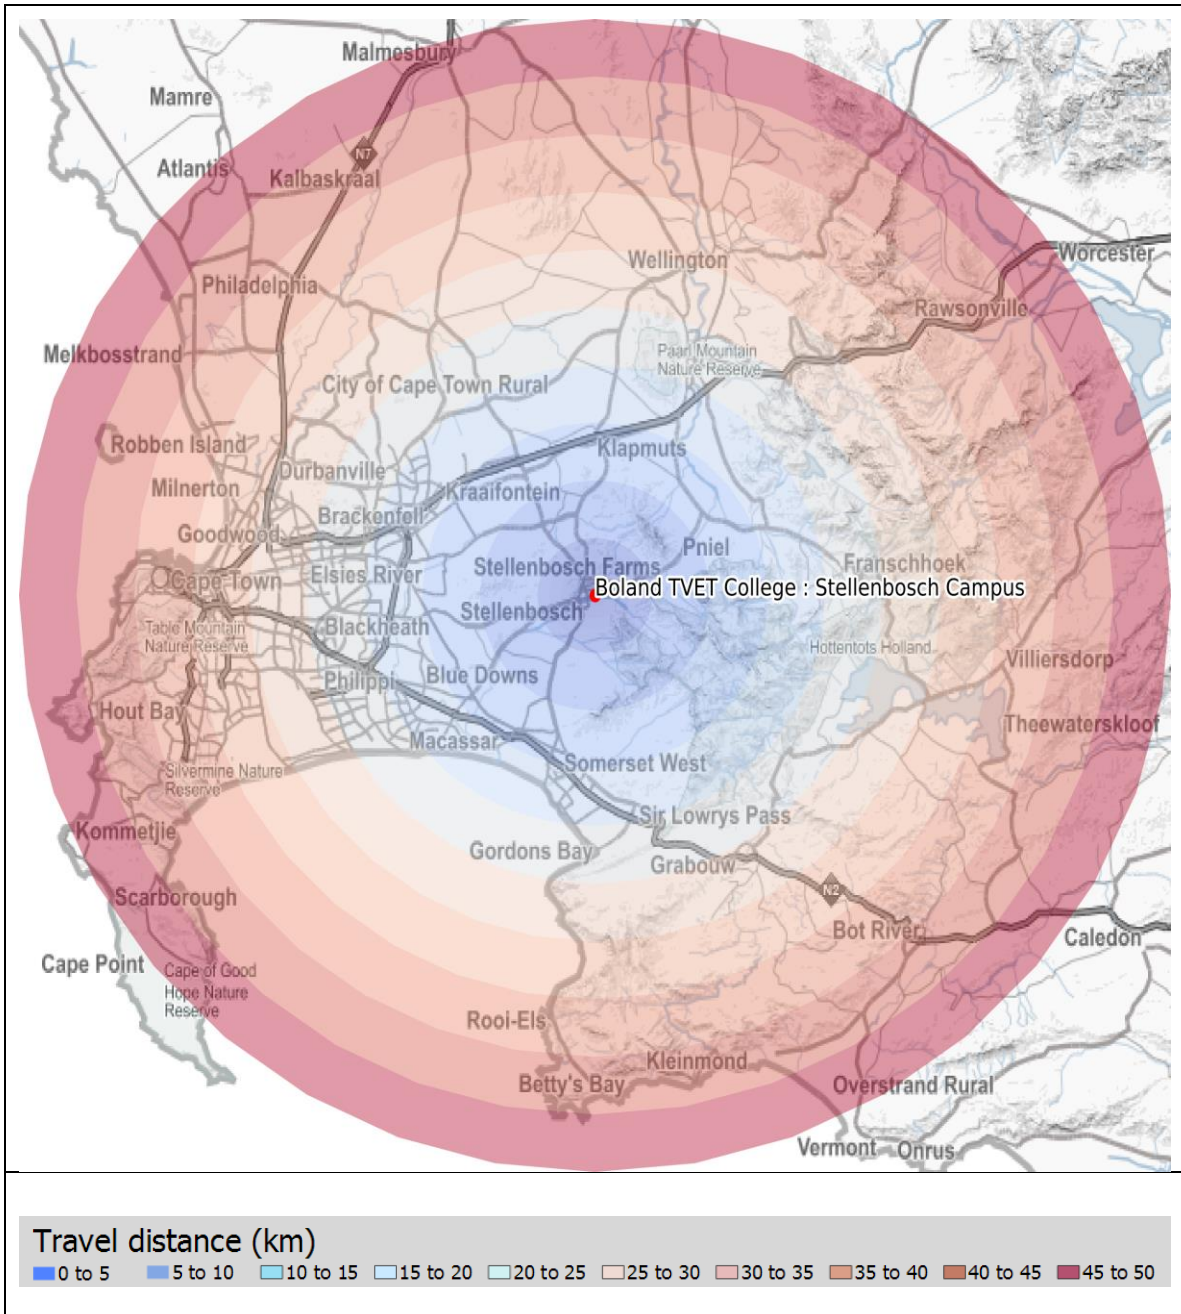 Malmesbury
Mamre
N7
Atlantis
Kalbaskraal
Worcester
Wellington
Philadelphia
Rawsonville
Melkbosstrand
Paarl Mountain
Nature Reserve
City of Cape Town Rural
Robben Island
Klapmuts
Durbanville
Milnerton
Kraaifontein
Brackenfell
Goodwood
Pniel
Franschhoek
Stellenbosch Farms
Elsies River
Cape Town
Boland TVET College : Stellenbosch Campus
Stellenbosch
Blackheath
Table Mountain
Nature Reserve
Hottentots Holland
Villiersdorp
Blue Downs
Philippi
Hout Bay
Theewaterskloof
Macassar
Somerset West
Silvermine Nature
Reserve
Sir Lowrys Pass
Kommetjie
Gordons Bay
Grabouw
N2
Scarborough
Bot River
Caledon
Cape Point
Cape of Good
Hope Nature
Reserve
Rooi-Els
Kleinmond
Betty's Bay
Overstrand Rural
Vermont
Onrus
Travel distance (km)
0 to 5 5 to 10 10 to 15 15 to 20 20 to 25 25 to 30 30 to 35 35 to 40 40 to 45 45 to 50